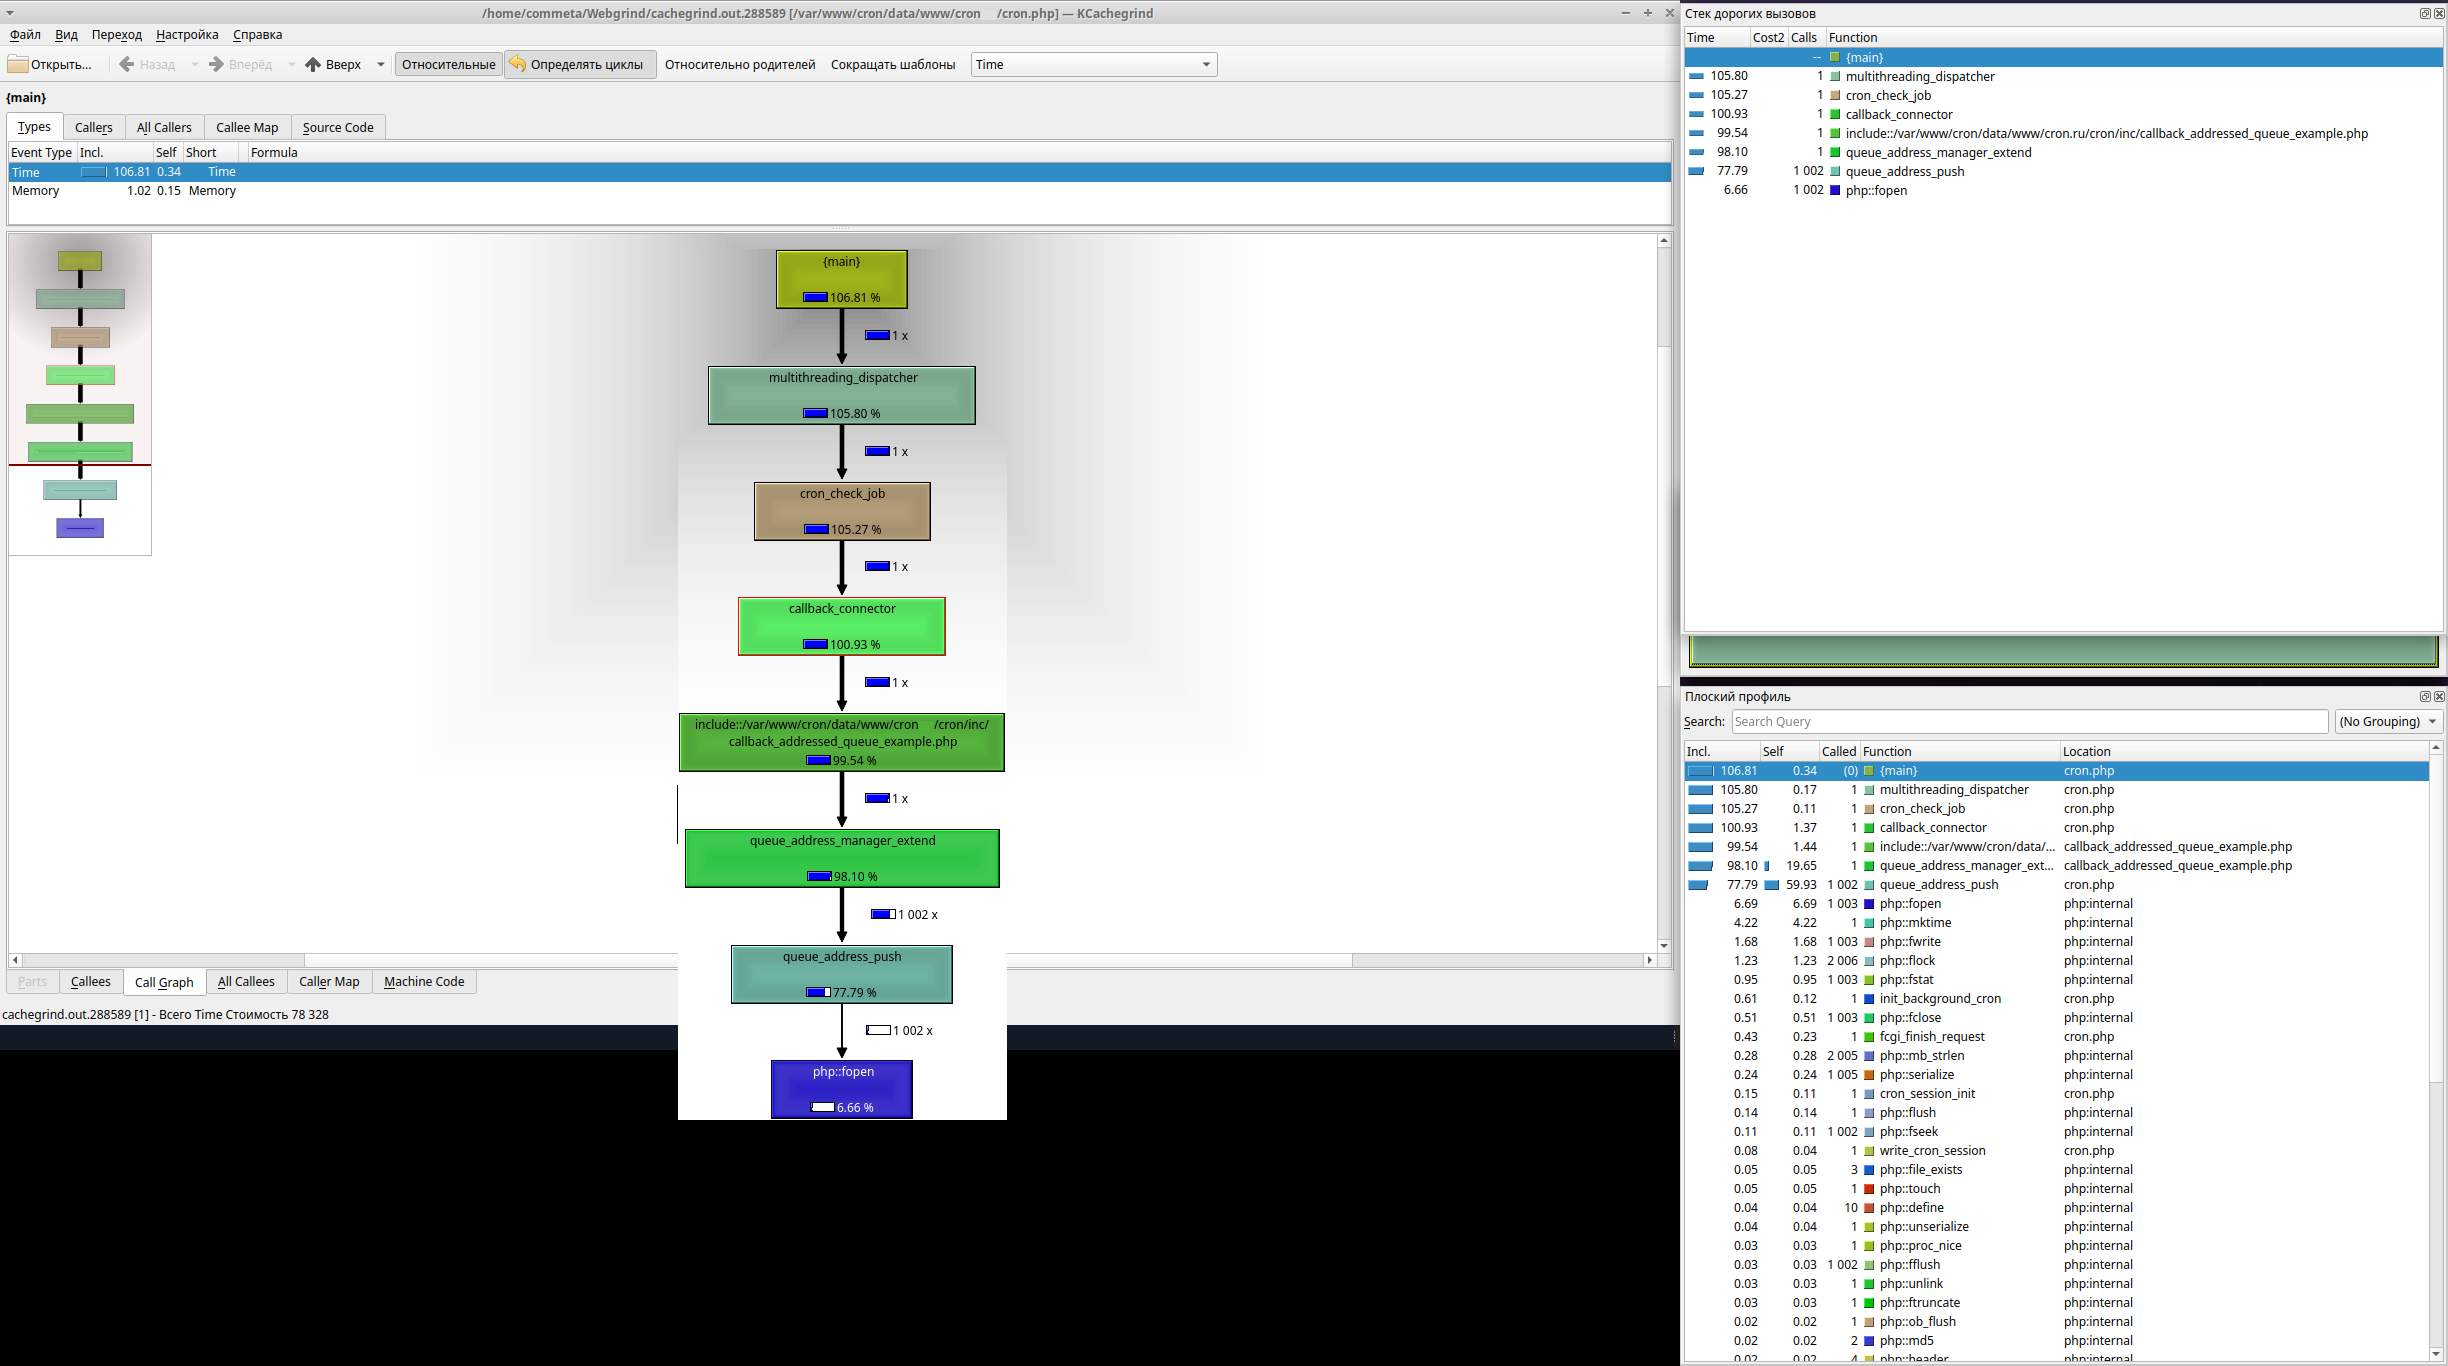 /home/commeta/Webgrind/cachegrind.out.288589 [/var/www/cron/data/www/cron /cron.php] — KCachegrind
Файл Вид Переход Настройка Справка
Открыть... Назад Вперёд Вверх Относительные Определять циклы Относительно родителей Сокращать шаблоны Time
{main}
Types Callers All Callers Callee Map Source Code
Event Type Incl. Self Short Formula
Time 106.81 0.34 Time
Memory 1.02 0.15 Memory
{main}
106.81 %
1 x
multithreading_dispatcher
105.80 %
1 x
cron_check_job
105.27 %
1 x
callback_connector
100.93 %
1 x
include::/var/www/cron/data/www/cron /cron/inc/
callback_addressed_queue_example.php
99.54 %
1 x
queue_address_manager_extend
98.10 %
1 002 x
queue_address_push
77.79 %
1 002 x
php::fopen
6.66 %
Parts Callees Call Graph All Callees Caller Map Machine Code
cachegrind.out.288589 [1] - Всего Time Стоимость 78 328
Стек дорогих вызовов
Time Cost2 Calls Function
-- {main}
105.80 1 multithreading_dispatcher
105.27 1 cron_check_job
100.93 1 callback_connector
99.54 1 include::/var/www/cron/data/www/cron.ru/cron/inc/callback_addressed_queue_example.php
98.10 1 queue_address_manager_extend
77.79 1 002 queue_address_push
6.66 1 002 php::fopen
Плоский профиль
Search: Search Query (No Grouping)
Incl. Self Called Function Location
106.81 0.34 (0) {main} cron.php
105.80 0.17 1 multithreading_dispatcher cron.php
105.27 0.11 1 cron_check_job cron.php
100.93 1.37 1 callback_connector cron.php
99.54 1.44 1 include::/var/www/cron/data/... callback_addressed_queue_example.php
98.10 19.65 1 queue_address_manager_ext... callback_addressed_queue_example.php
77.79 59.93 1 002 queue_address_push cron.php
6.69 6.69 1 003 php::fopen php:internal
4.22 4.22 1 php::mktime php:internal
1.68 1.68 1 003 php::fwrite php:internal
1.23 1.23 2 006 php::flock php:internal
0.95 0.95 1 003 php::fstat php:internal
0.61 0.12 1 init_background_cron cron.php
0.51 0.51 1 003 php::fclose php:internal
0.43 0.23 1 fcgi_finish_request cron.php
0.28 0.28 2 005 php::mb_strlen php:internal
0.24 0.24 1 005 php::serialize php:internal
0.15 0.11 1 cron_session_init cron.php
0.14 0.14 1 php::flush php:internal
0.11 0.11 1 002 php::fseek php:internal
0.08 0.04 1 write_cron_session cron.php
0.05 0.05 3 php::file_exists php:internal
0.05 0.05 1 php::touch php:internal
0.04 0.04 10 php::define php:internal
0.04 0.04 1 php::unserialize php:internal
0.03 0.03 1 php::proc_nice php:internal
0.03 0.03 1 002 php::fflush php:internal
0.03 0.03 1 php::unlink php:internal
0.03 0.03 1 php::ftruncate php:internal
0.02 0.02 1 php::ob_flush php:internal
0.02 0.02 2 php::md5 php:internal
0.02 0.02 4 php::header php:internal